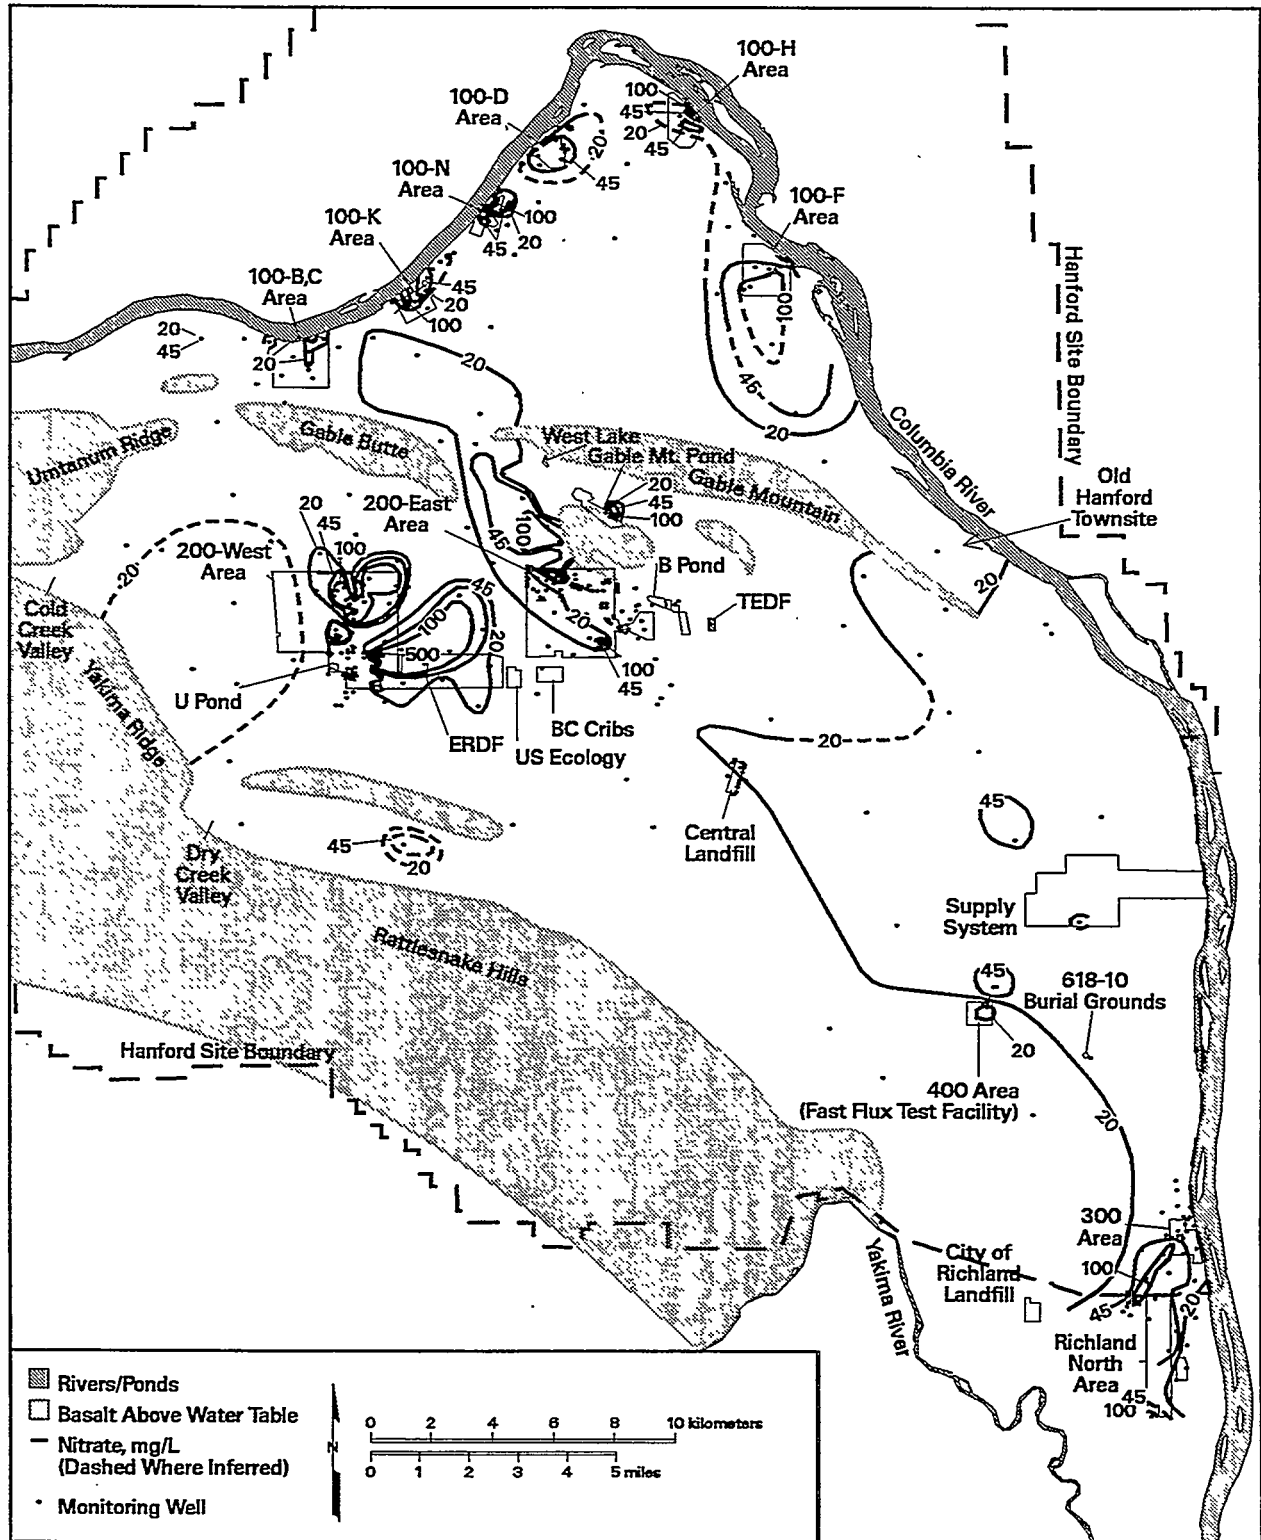 100-H
Area
100
45
20
45
100-D
Area
20
45
100-N
Area
100
45
20
100-F
Area
100
45
20
100-K
Area
45
20
100
100-B,C
Area
20
45
20
Hanford Site Boundary
20
Columbia River
Umtanum Ridge
Gable Butte
West Lake
Gable Mt. Pond
Gable Mountain
20
45
100
Old
Hanford
Townsite
20
45
100
200-East
Area
100
45
200-West
Area
20
B Pond
TEDF
20
Cold
Creek
Valley
45
100
20
500
20
100
45
U Pond
Yakima Ridge
ERDF
US Ecology
BC Cribs
20
Central
Landfill
45
45
20
Dry
Creek
Valley
Supply
System
Rattlesnake Hills
45
618-10
Burial Grounds
20
Hanford Site Boundary
400 Area
(Fast Flux Test Facility)
20
300
Area
100
45
20
City of
Richland
Landfill
Yakima River
Richland
North
Area
45
100
Rivers/Ponds
Basalt Above Water Table
Nitrate, mg/L
(Dashed Where Inferred)
Monitoring Well
N
0 2 4 6 8 10 kilometers
0 1 2 3 4 5 miles